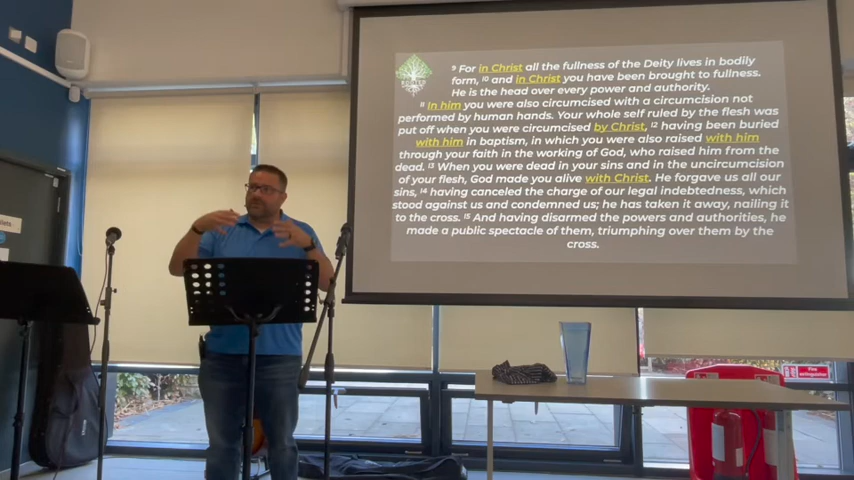 ⁹ For in Christ all the fullness of the Deity lives in bodily
form, ¹⁰ and in Christ you have been brought to fullness.
He is the head over every power and authority.
¹¹ In him you were also circumcised with a circumcision not
performed by human hands. Your whole self ruled by the flesh was
put off when you were circumcised by Christ, ¹² having been buried
with him in baptism, in which you were also raised with him
through your faith in the working of God, who raised him from the
dead. ¹³ When you were dead in your sins and in the uncircumcision
of your flesh, God made you alive with Christ. He forgave us all our
sins, ¹⁴ having canceled the charge of our legal indebtedness, which
stood against us and condemned us; he has taken it away, nailing it
to the cross. ¹⁵ And having disarmed the powers and authorities, he
made a public spectacle of them, triumphing over them by the
cross.
ROOTED
Fire
extinguisher